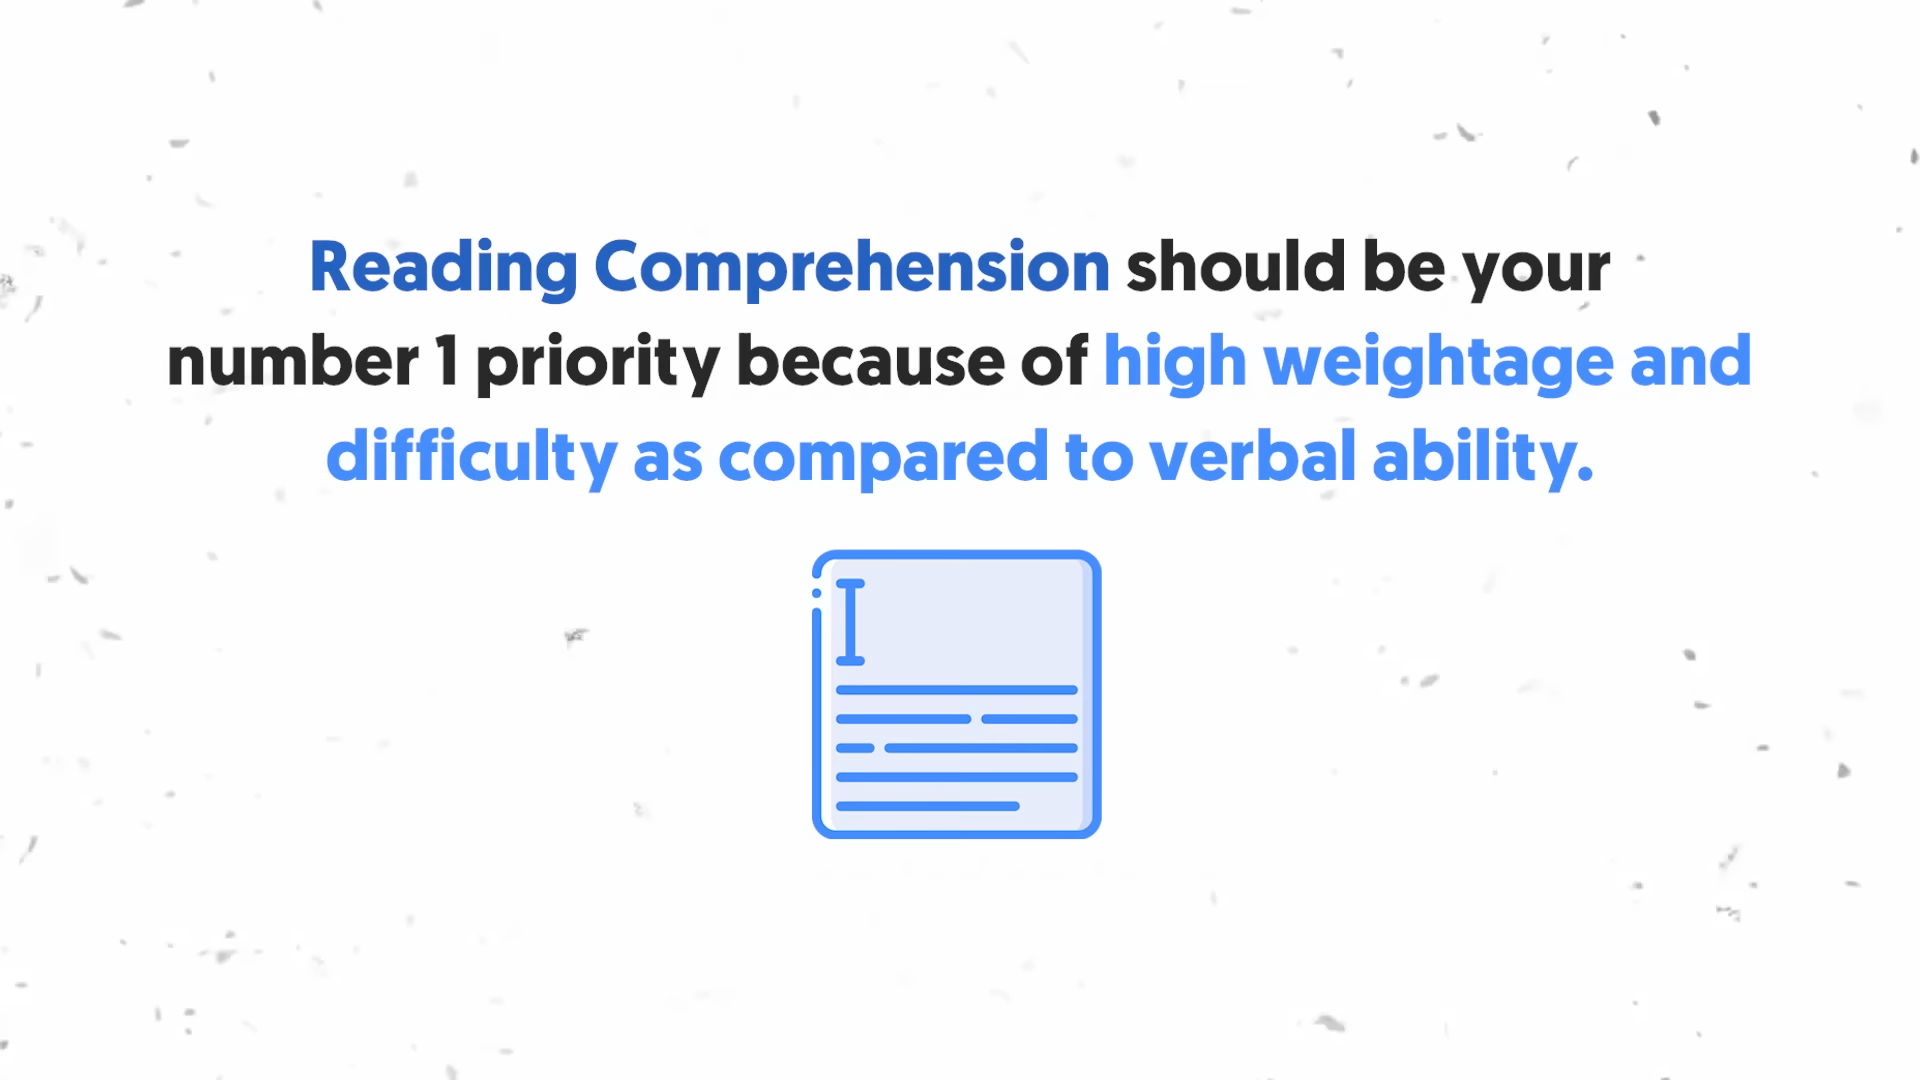 Reading Comprehension should be your
number 1 priority because of high weightage and
difficulty as compared to verbal ability.